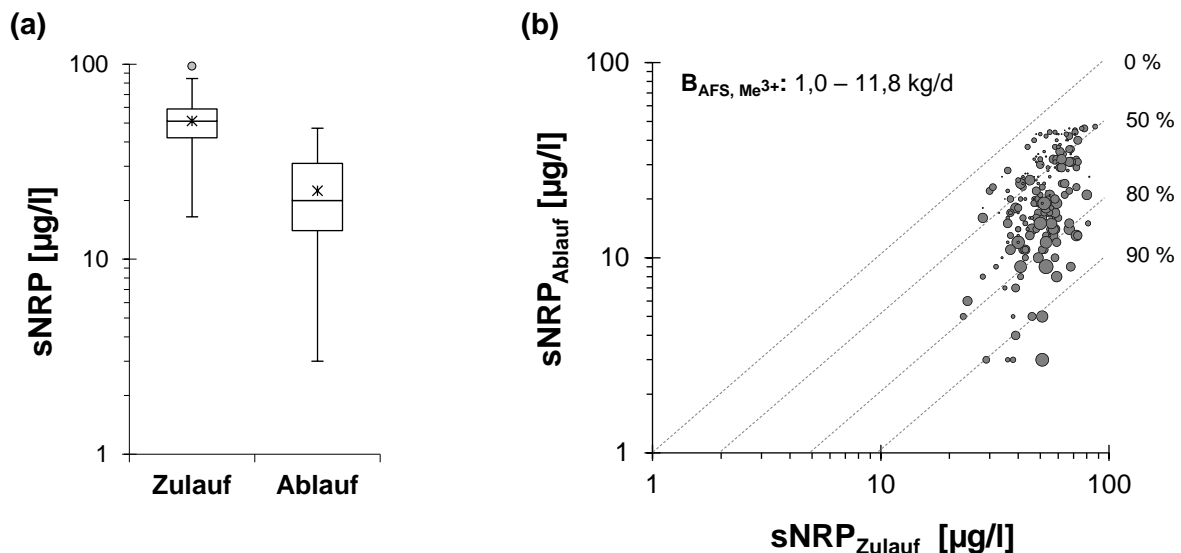 (a)
sNRP [µg/l]
100
10
1
Zulauf
Ablauf
(b)
sNRP_Ablauf [µg/l]
B_AFS, Me³⁺: 1,0 – 11,8 kg/d
100
10
1
0 %
50 %
80 %
90 %
1
10
100
sNRP_Zulauf [µg/l]